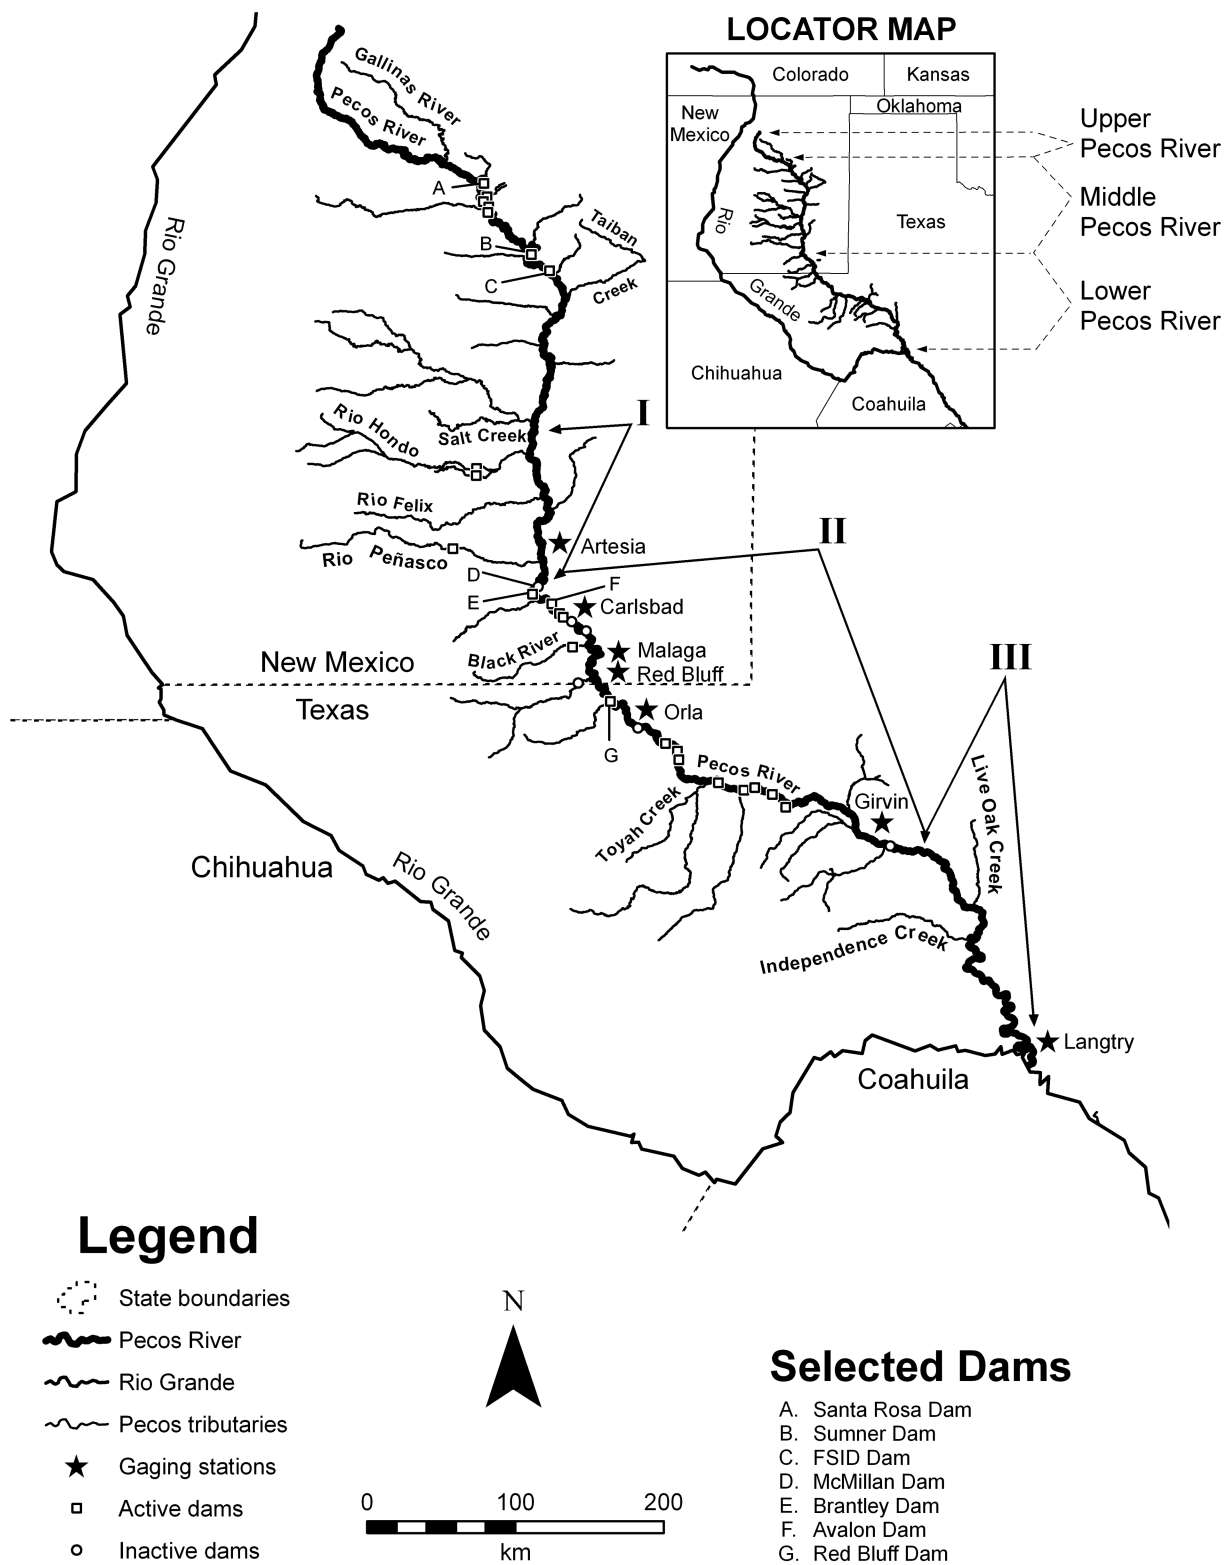 LOCATOR MAP
Colorado
Kansas
New
Mexico
Oklahoma
Texas
Rio
Grande
Chihuahua
Coahuila
Upper
Pecos River
Middle
Pecos River
Lower
Pecos River
Gallinas River
Pecos River
A
Rio Grande
B
C
Taiban
Creek
I
Rio Hondo
Salt Creek
Rio Felix
Rio Peñasco
Artesia
II
D
E
F
Carlsbad
Black River
Malaga
Red Bluff
New Mexico
Texas
III
Orla
G
Pecos River
Toyah Creek
Girvin
Live Oak Creek
Chihuahua
Rio Grande
Independence Creek
Langtry
Coahuila
Legend
State boundaries
Pecos River
Rio Grande
Pecos tributaries
Gaging stations
Active dams
Inactive dams
N
0 100 200
km
Selected Dams
A. Santa Rosa Dam
B. Sumner Dam
C. FSID Dam
D. McMillan Dam
E. Brantley Dam
F. Avalon Dam
G. Red Bluff Dam